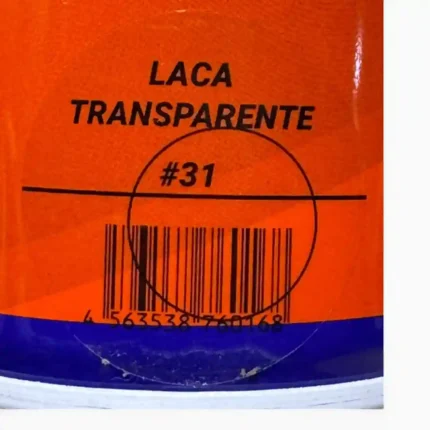 LACA
TRANSPARENTE
#31
4 563538 760168